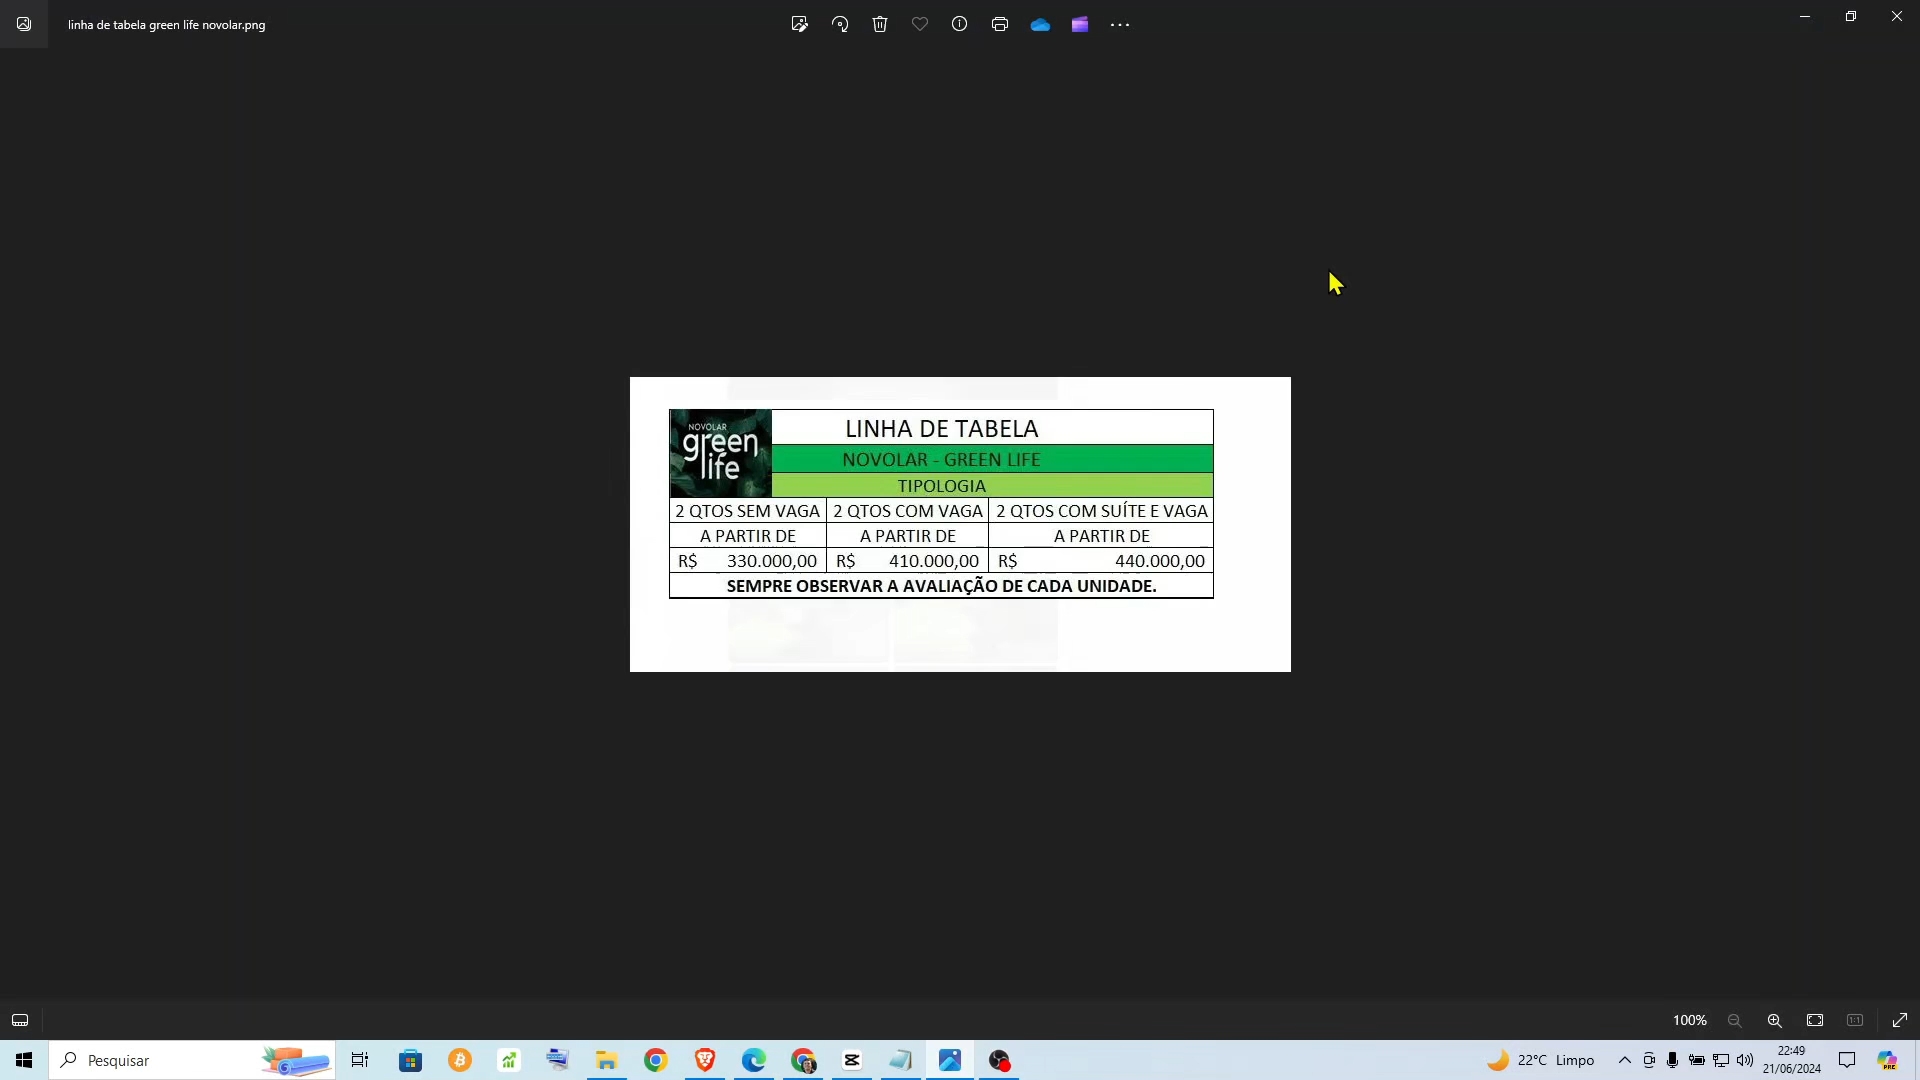 linha de tabela green life novolar.png
NOVOLAR
green
life
LINHA DE TABELA
NOVOLAR - GREEN LIFE
TIPOLOGIA
2 QTOS SEM VAGA 2 QTOS COM VAGA 2 QTOS COM SUÍTE E VAGA
A PARTIR DE A PARTIR DE A PARTIR DE
R$ 330.000,00 R$ 410.000,00 R$ 440.000,00
SEMPRE OBSERVAR A AVALIAÇÃO DE CADA UNIDADE.
100%
Pesquisar
22°C Limpo
22:49
21/06/2024